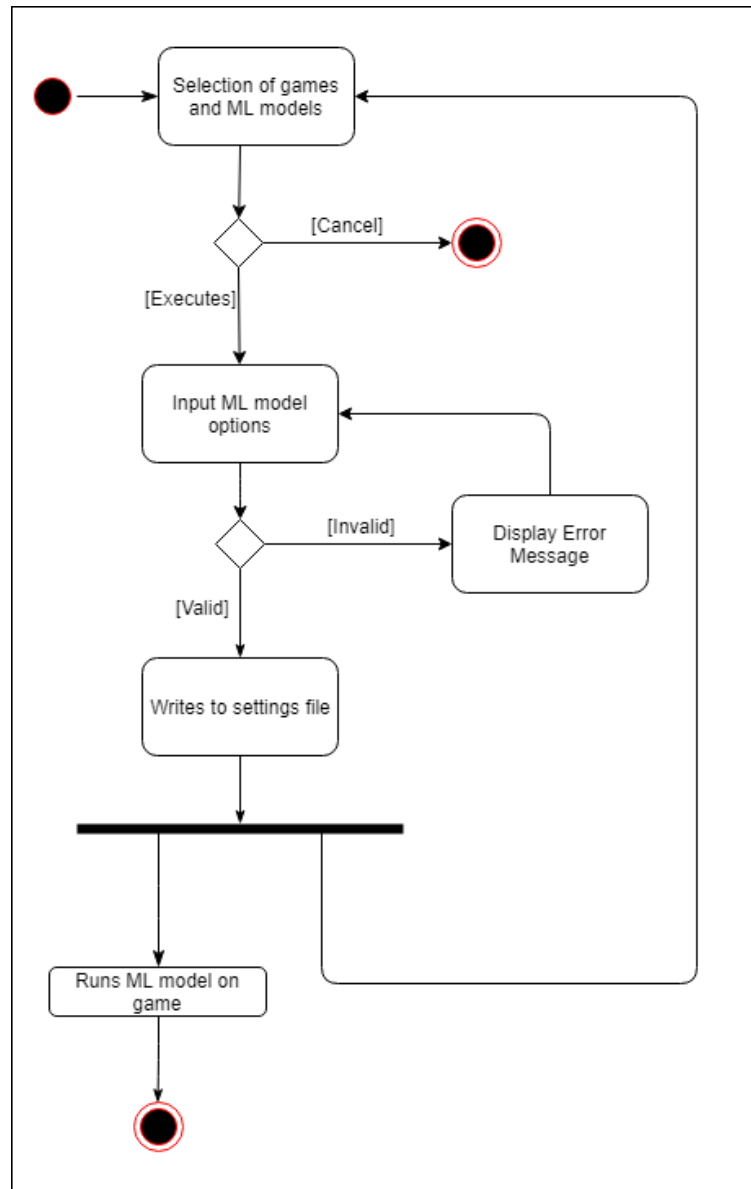 Selection of games
and ML models
[Cancel]
[Executes]
Input ML model
options
[Invalid]
Display Error
Message
[Valid]
Writes to settings file
Runs ML model on
game